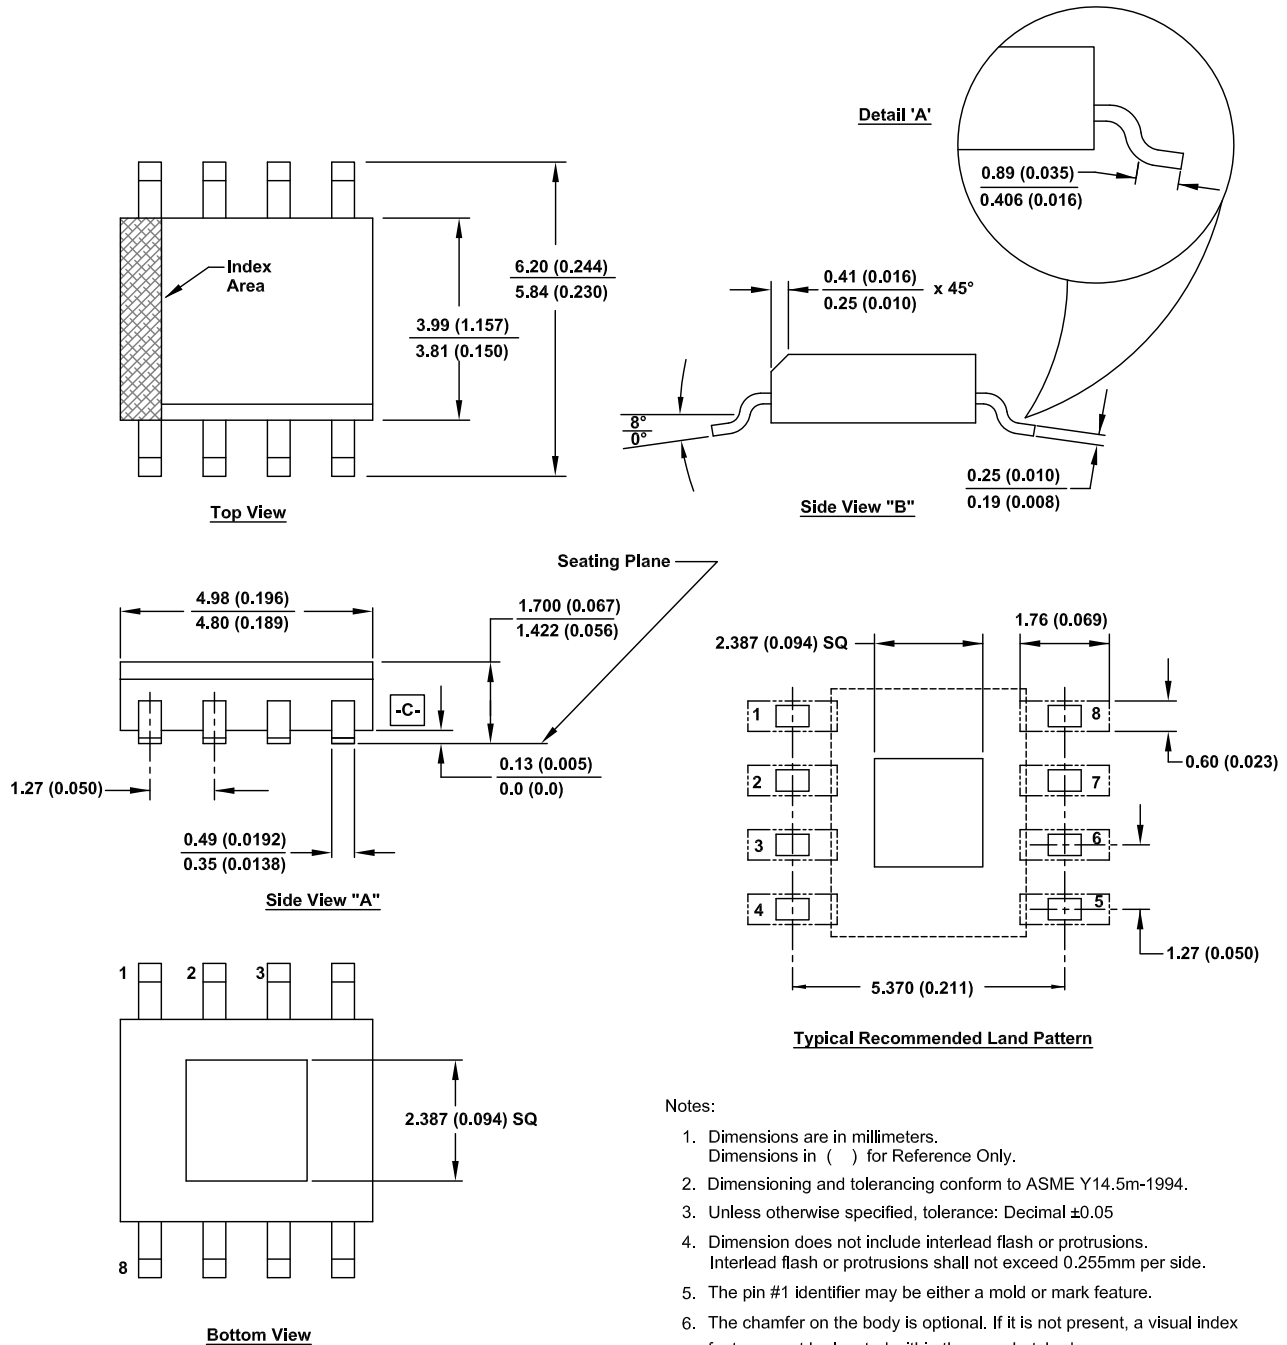 Detail 'A'
0.89 (0.035)
0.406 (0.016)
Index
Area
6.20 (0.244)
5.84 (0.230)
3.99 (1.157)
3.81 (0.150)
Top View
0.41 (0.016)
0.25 (0.010)
x 45°
8°
0°
0.25 (0.010)
0.19 (0.008)
Side View "B"
Seating Plane
4.98 (0.196)
4.80 (0.189)
1.700 (0.067)
1.422 (0.056)
-C-
0.13 (0.005)
0.0 (0.0)
1.27 (0.050)
0.49 (0.0192)
0.35 (0.0138)
Side View "A"
2.387 (0.094) SQ
1.76 (0.069)
1
8
0.60 (0.023)
2
7
3
6
4
5
1.27 (0.050)
5.370 (0.211)
Typical Recommended Land Pattern
1
2
3
2.387 (0.094) SQ
8
Bottom View
Notes:
1. Dimensions are in millimeters.
Dimensions in (   ) for Reference Only.
2. Dimensioning and tolerancing conform to ASME Y14.5m-1994.
3. Unless otherwise specified, tolerance: Decimal ±0.05
4. Dimension does not include interlead flash or protrusions.
Interlead flash or protrusions shall not exceed 0.255mm per side.
5. The pin #1 identifier may be either a mold or mark feature.
6. The chamfer on the body is optional. If it is not present, a visual index